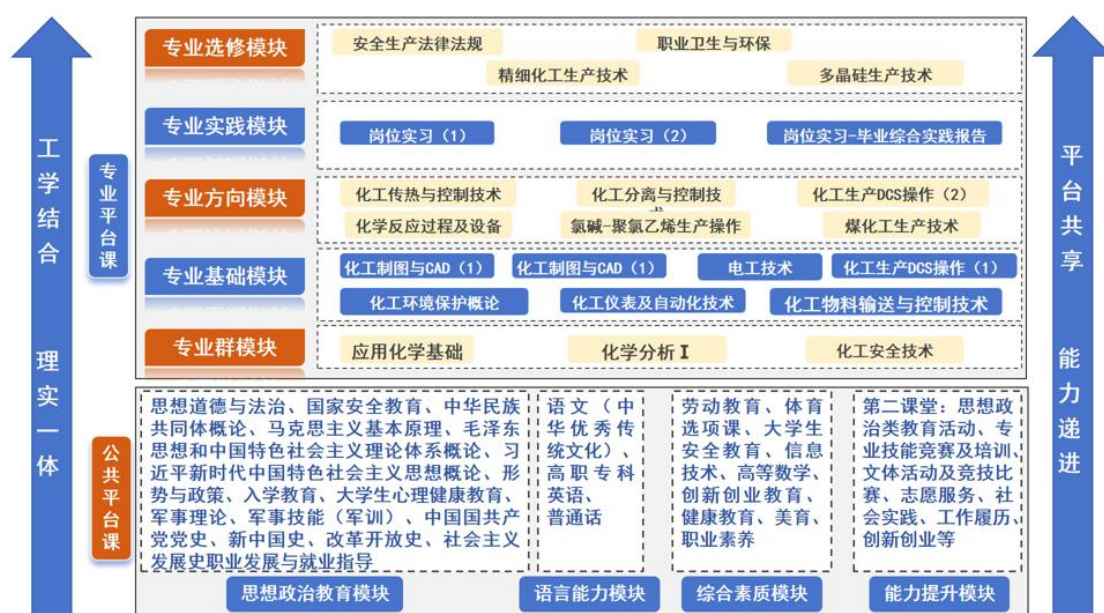 工学结合 理实一体
专业平台课
专业选修模块
安全生产法律法规
职业卫生与环保
精细化工生产技术
多晶硅生产技术
专业实践模块
岗位实习（1）
岗位实习（2）
岗位实习-毕业综合实践报告
专业方向模块
化工传热与控制技术
化工分离与控制技
术
化工生产DCS操作（2）
化学反应过程及设备
氯碱-聚氯乙烯生产操作
煤化工生产技术
专业基础模块
化工制图与CAD（1）
化工制图与CAD（1）
电工技术
化工生产DCS操作（1）
化工环境保护概论
化工仪表及自动化技术
化工物料输送与控制技术
专业群模块
应用化学基础
化学分析Ⅰ
化工安全技术
公共平台课
思想道德与法治、国家安全教育、中华民族
共同体概论、马克思主义基本原理、毛泽东
思想和中国特色社会主义理论体系概论、习
近平新时代中国特色社会主义思想概论、形
势与政策、入学教育、大学生心理健康教育、
军事理论、军事技能（军训）、中国国共产
党党史、新中国史、改革开放史、社会主义
发展史职业发展与就业指导
思想政治教育模块
语文（中
华优秀传
统文化）、
高职专科
英语、
普通话
语言能力模块
劳动教育、体育
选项课、大学生
安全教育、信息
技术、高等数学、
创新创业教育、
健康教育、美育、
职业素养
综合素质模块
第二课堂：思想政
治类教育活动、专
业技能竞赛及培训、
文体活动及竞技比
赛、志愿服务、社
会实践、工作履历、
创新创业等
能力提升模块
平台共享 能力递进